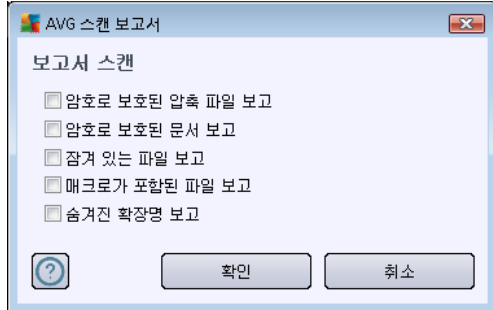 AVG 스캔 보고서
보고서 스캔
암호로 보호된 압축 파일 보고
암호로 보호된 문서 보고
잠겨 있는 파일 보고
매크로가 포함된 파일 보고
숨겨진 확장명 보고
확인
취소